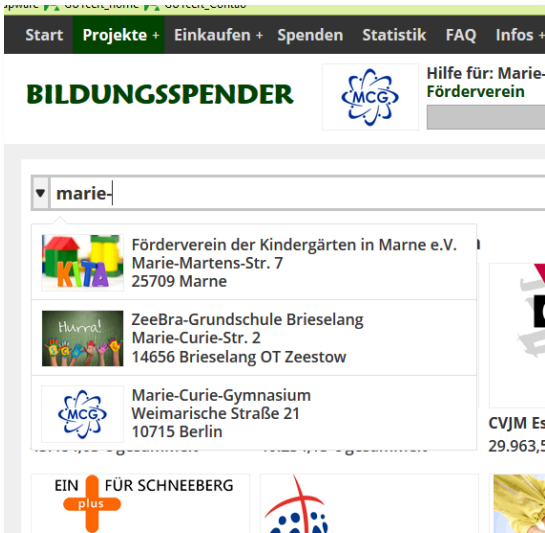 Start Projekte + Einkaufen + Spenden Statistik FAQ Infos +
BILDUNGSSPENDER
MCG
Hilfe für: Marie-
Förderverein
marie-
KITA
Förderverein der Kindergärten in Marne e.V.
Marie-Martens-Str. 7
25709 Marne
Hurra!
ZeeBra-Grundschule Brieselang
Marie-Curie-Str. 2
14656 Brieselang OT Zeestow
MCG
Marie-Curie-Gymnasium
Weimarische Straße 21
10715 Berlin
CVJM Es
29.963,5
EIN plus FÜR SCHNEEBERG